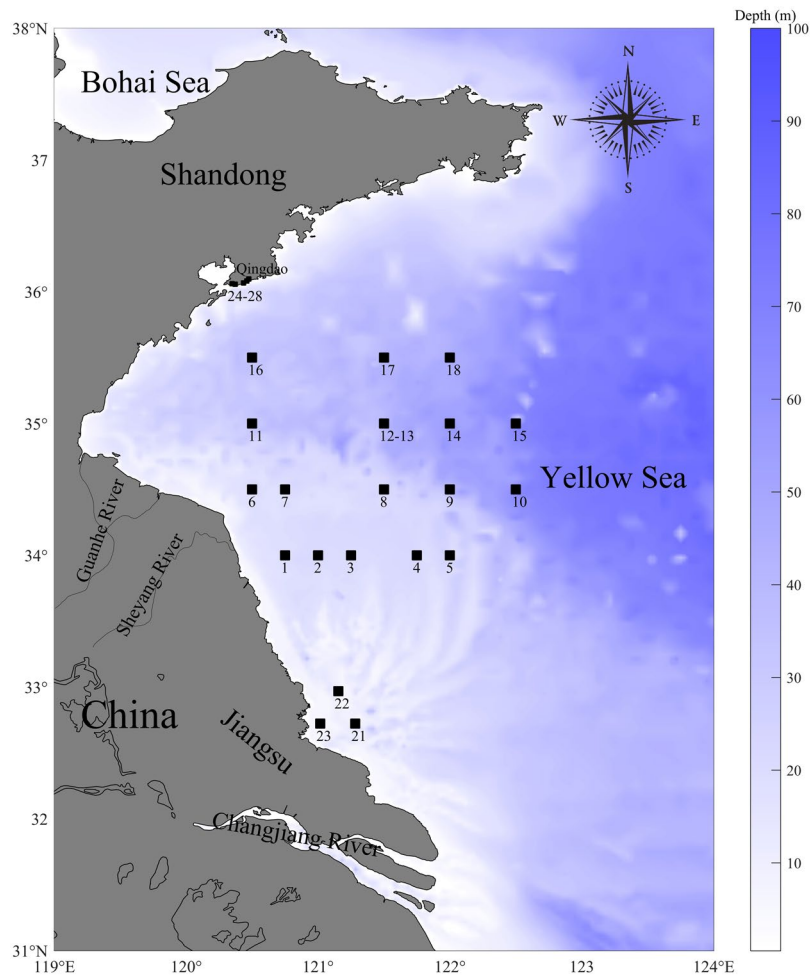 Depth (m)
38°N
100
Bohai Sea
N
W
E
S
90
37
Shandong
80
Qingdao
36°
24-28
70
16
17
18
60
35°
11
12-13
14
15
Yellow Sea
6
7
8
9
10
50
Guanhe River
34°
1
2
3
4
5
40
Sheyang River
33°
22
China
23
21
30
Jiangsu
20
32
Changjiang River
10
31°N
119°E
120°
121°
122°
123°
124°E